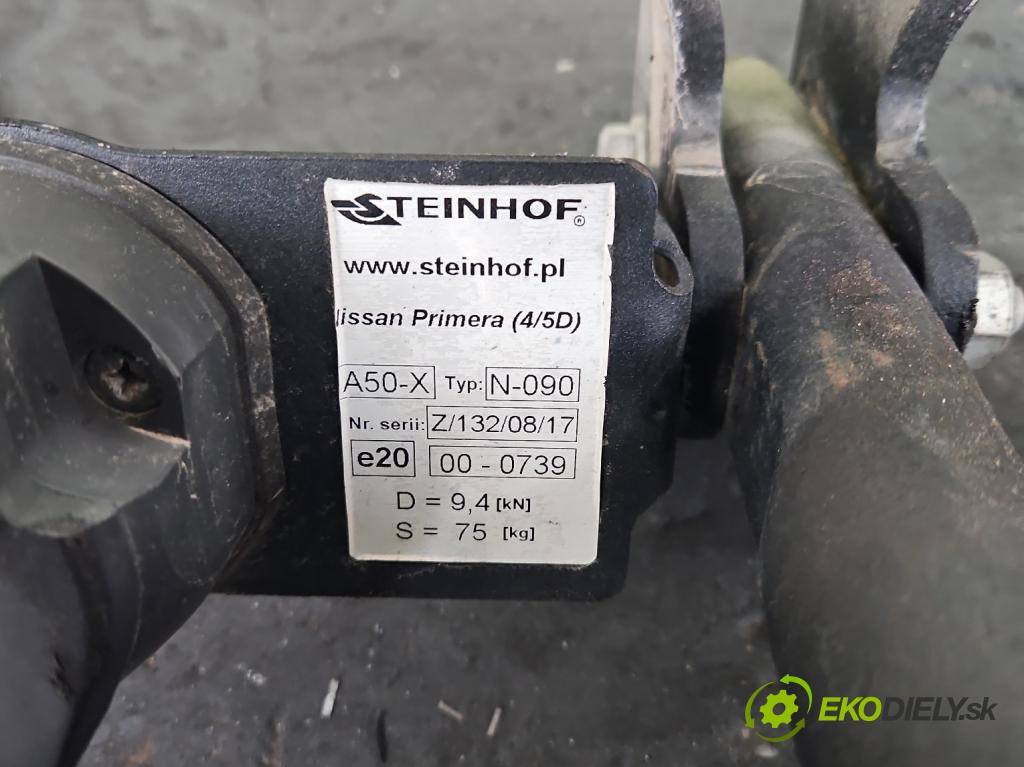 STEINHOF®
www.steinhof.pl
issan Primera (4/5D)
A50-X Typ: N-090
Nr. serii: Z/132/08/17
e20 00 - 0739
D = 9,4 [kN]
S = 75 [kg]
EKODIELY.sk